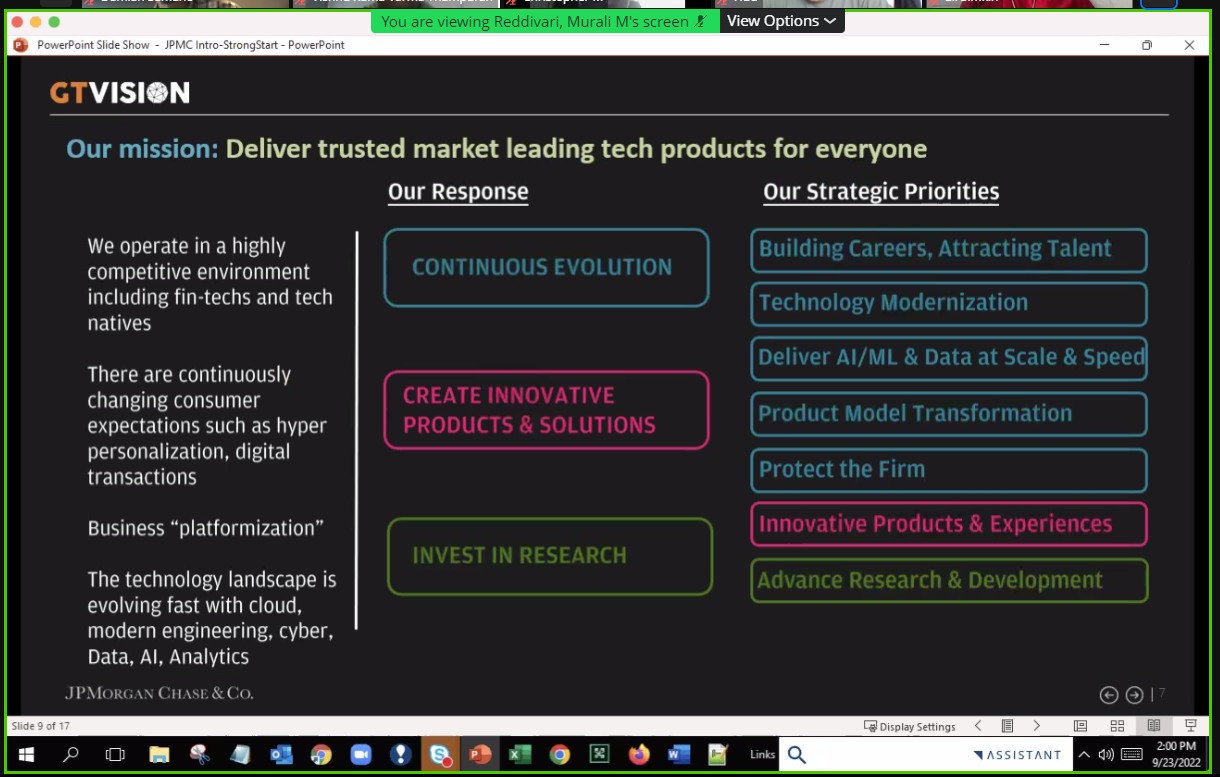 You are viewing Reddivari, Murali M's screen
View Options
PowerPoint Slide Show - JPMC Intro-StrongStart - PowerPoint
GTVISION
Our mission: Deliver trusted market leading tech products for everyone
Our Response
Our Strategic Priorities
We operate in a highly
competitive environment
including fin-techs and tech
natives
There are continuously
changing consumer
expectations such as hyper
personalization, digital
transactions
Business “platformization”
The technology landscape is
evolving fast with cloud,
modern engineering, cyber,
Data, AI, Analytics
CONTINUOUS EVOLUTION
CREATE INNOVATIVE
PRODUCTS & SOLUTIONS
INVEST IN RESEARCH
Building Careers, Attracting Talent
Technology Modernization
Deliver AI/ML & Data at Scale & Speed
Product Model Transformation
Protect the Firm
Innovative Products & Experiences
Advance Research & Development
JPMORGAN CHASE & CO.
| 7
Slide 9 of 17
Display Settings
Links
ASSISTANT
2:00 PM
9/23/2022